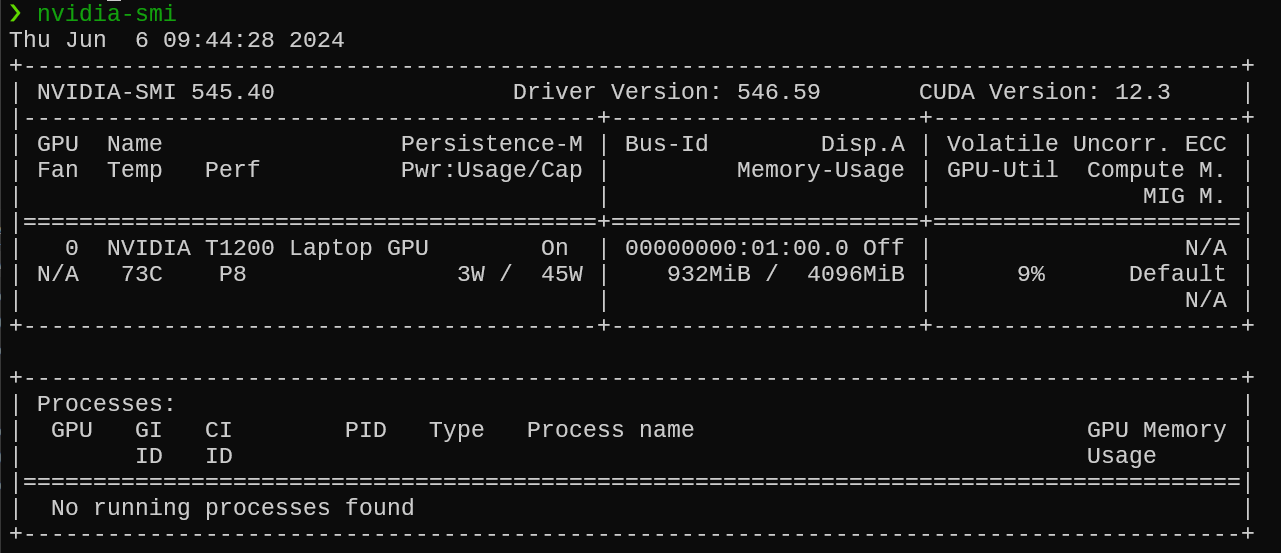 ❯ nvidia-smi
Thu Jun  6 09:44:28 2024
+---------------------------------------------------------------------------------------+
| NVIDIA-SMI 545.40                 Driver Version: 546.59       CUDA Version: 12.3     |
|-----------------------------------------+----------------------+----------------------+
| GPU  Name                 Persistence-M | Bus-Id        Disp.A | Volatile Uncorr. ECC |
| Fan  Temp   Perf          Pwr:Usage/Cap |         Memory-Usage | GPU-Util  Compute M. |
|                                         |                      |               MIG M. |
|=========================================+======================+======================|
|   0  NVIDIA T1200 Laptop GPU        On  | 00000000:01:00.0 Off |                  N/A |
| N/A   73C    P8               3W /  45W |    932MiB /  4096MiB |      9%      Default |
|                                         |                      |                  N/A |
+-----------------------------------------+----------------------+----------------------+

+---------------------------------------------------------------------------------------+
| Processes:                                                                            |
|  GPU   GI   CI        PID   Type   Process name                            GPU Memory |
|        ID   ID                                                             Usage      |
|=======================================================================================|
|  No running processes found                                                           |
+---------------------------------------------------------------------------------------+